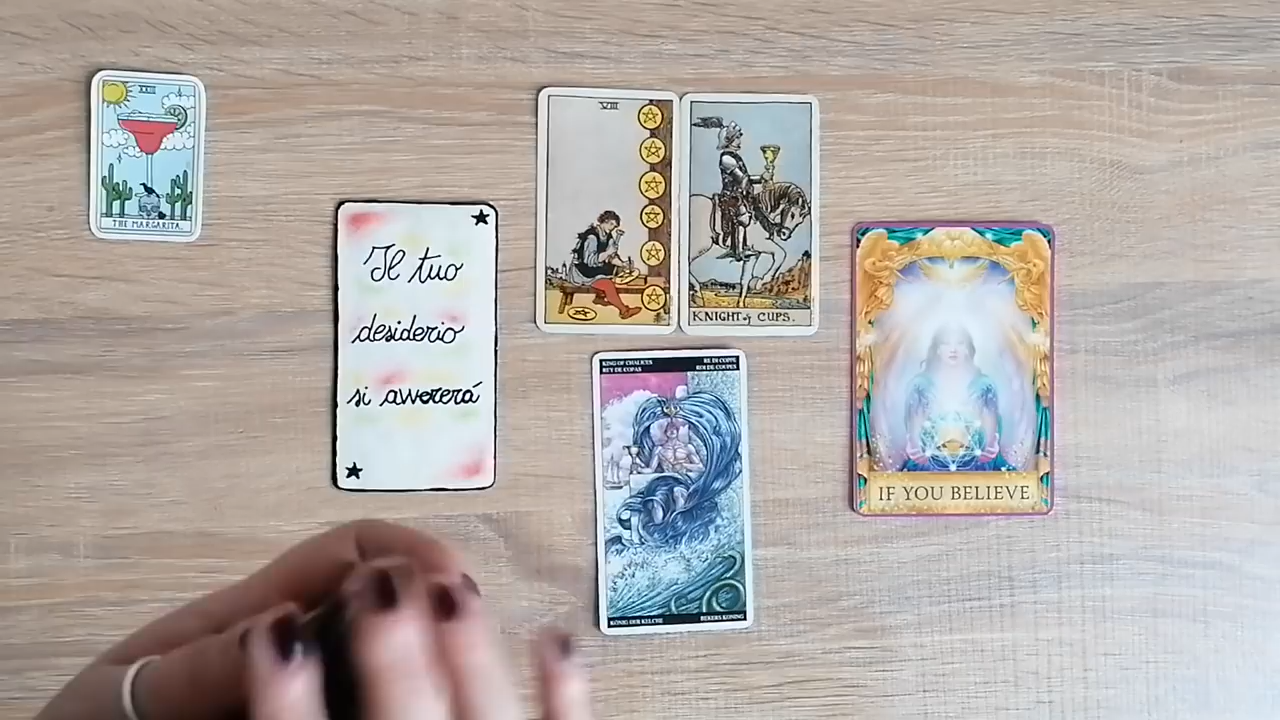 XXIII
THE MARGARITA.
Il tuo
desiderio
si avvererá
VIII
KNIGHT of CUPS.
KING OF CHALICES
REY DE COPAS
RE DI COPPE
ROI DE COUPES
KÖNIG DER KELCHE
BEKERS KONING
IF YOU BELIEVE